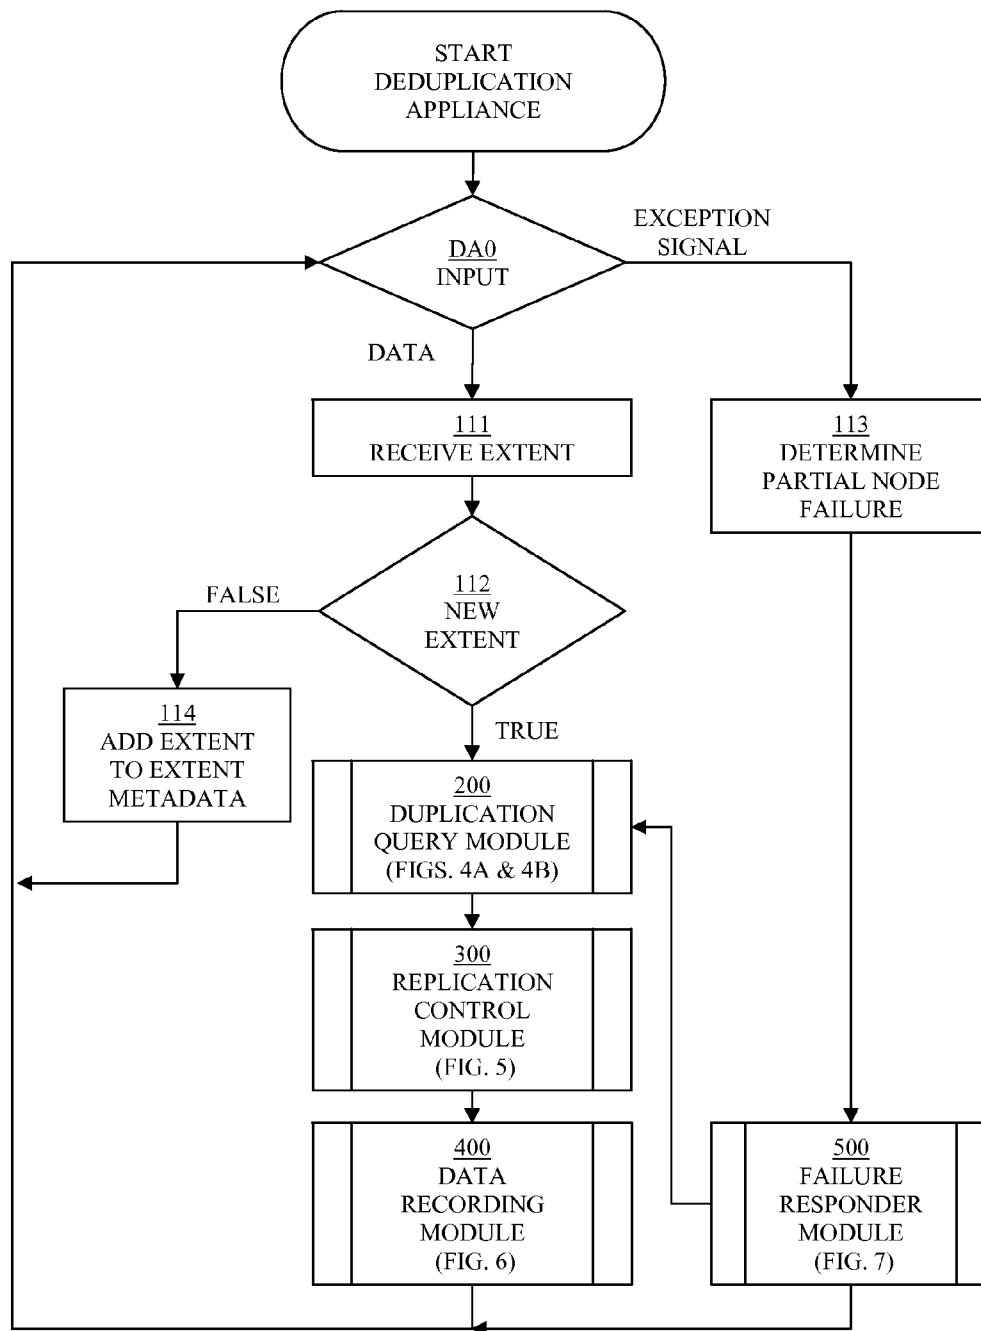 START
DEDUPLICATION
APPLIANCE
DA0
INPUT
EXCEPTION
SIGNAL
DATA
111
RECEIVE EXTENT
113
DETERMINE
PARTIAL NODE
FAILURE
112
NEW
EXTENT
FALSE
TRUE
114
ADD EXTENT
TO EXTENT
METADATA
200
DUPLICATION
QUERY MODULE
(FIGS. 4A & 4B)
300
REPLICATION
CONTROL
MODULE
(FIG. 5)
400
DATA
RECORDING
MODULE
(FIG. 6)
500
FAILURE
RESPONDER
MODULE
(FIG. 7)